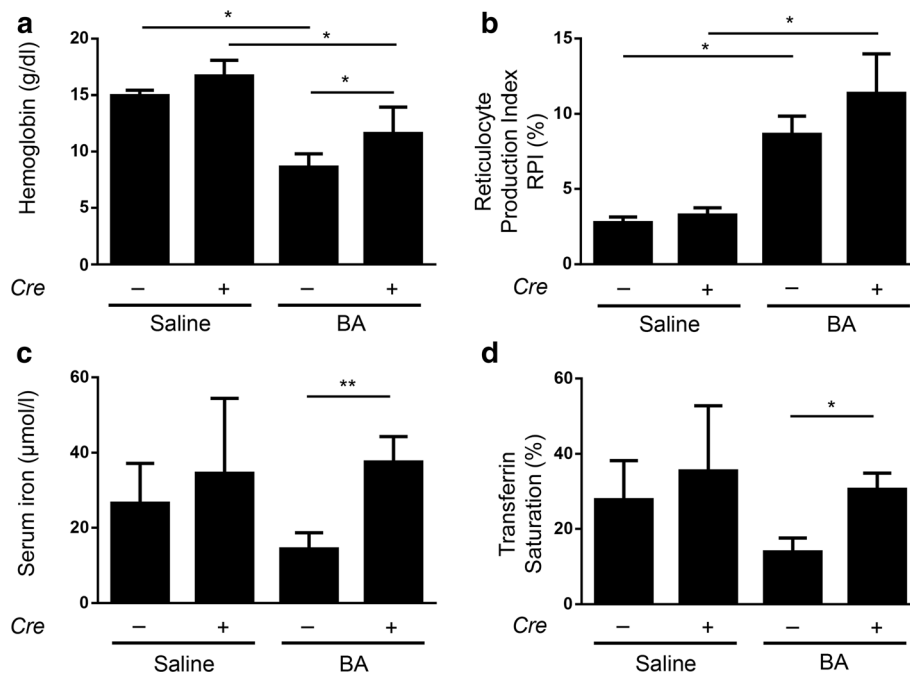 a
*
*
*
Hemoglobin (g/dl)
20
15
10
5
0
Cre – + – +
Saline BA
b
*
*
Reticulocyte
Production Index
RPI (%)
15
10
5
0
Cre – + – +
Saline BA
c
**
Serum iron (μmol/l)
60
40
20
0
Cre – + – +
Saline BA
d
*
Transferrin
Saturation (%)
60
40
20
0
Cre – + – +
Saline BA